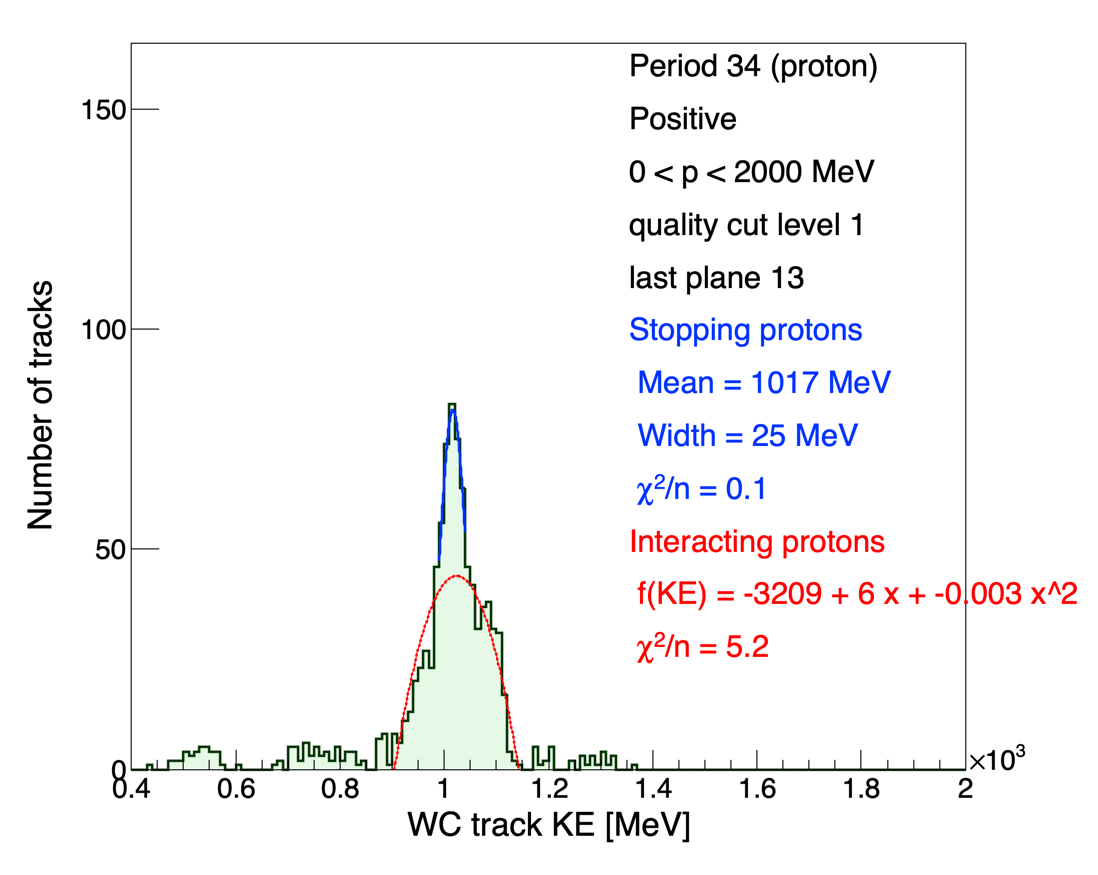 Period 34 (proton)
Positive
0 < p < 2000 MeV
quality cut level 1
last plane 13
Stopping protons
Mean = 1017 MeV
Width = 25 MeV
χ²/n = 0.1
Interacting protons
f(KE) = -3209 + 6 x + -0.003 x^2
χ²/n = 5.2
Number of tracks
150
100
50
0
0.4 0.6 0.8 1 1.2 1.4 1.6 1.8 2
×10³
WC track KE [MeV]